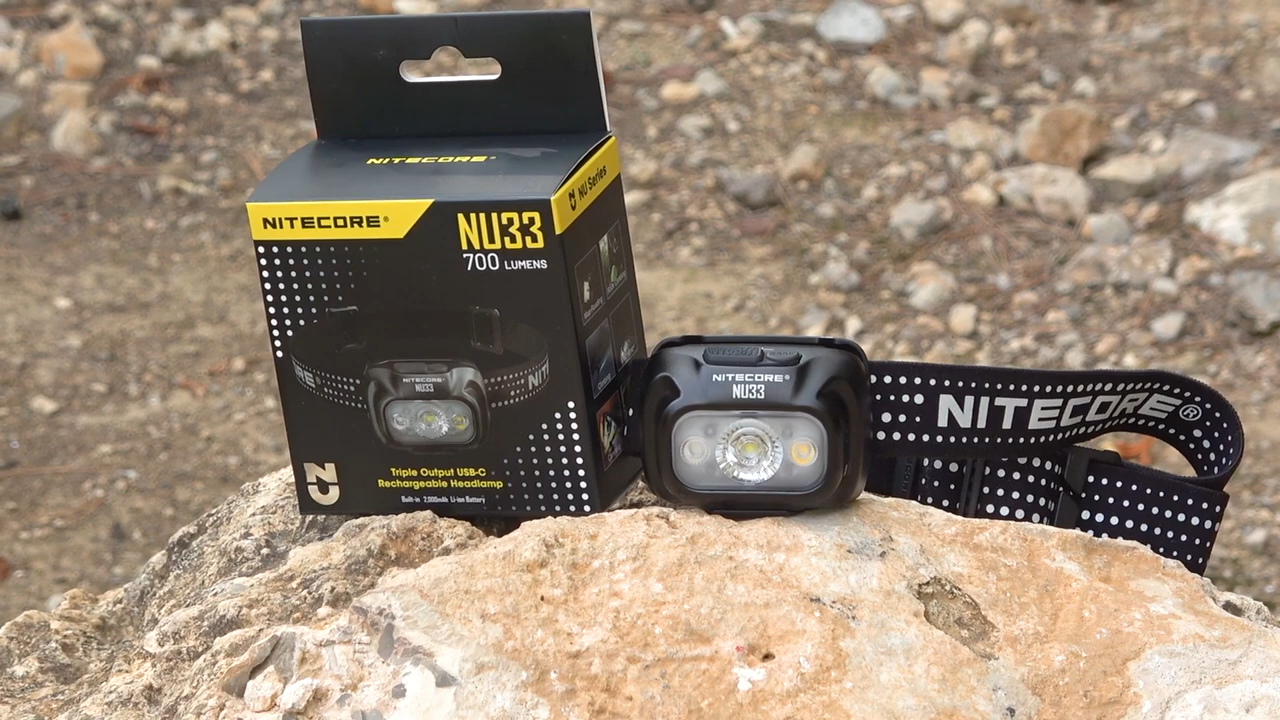 NITECORE®
NU Series
NITECORE®
NU33
700 LUMENS
NITECORE
NU33
Triple Output USB-C
Rechargeable Headlamp
Built-in 2,000mAh Li-ion Battery
NU
NITECORE®
NU33
NITECORE®